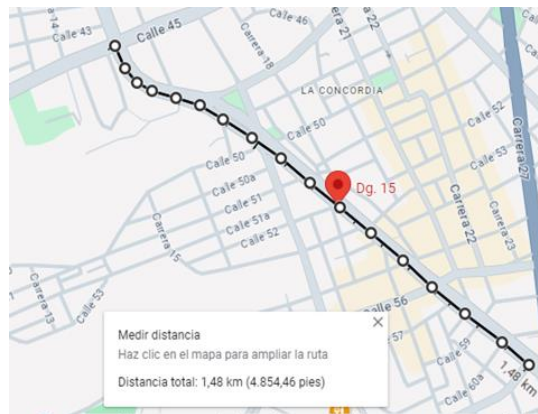 Carrera 14
Calle 43
Calle 45
Calle 46
Carrera 18
Carrera 21
Carrera 22
LA CONCORDIA
Calle 50
Calle 52
Carrera 27
Calle 53
Calle 50
Calle 50a
Calle 51
Calle 51a
Calle 52
Dg. 15
Carrera 22
Carrera 23
Carrera 15
Carrera 13
Calle 53
Calle 56
Calle 57
Calle 59
Calle 60a
1,48 km
Medir distancia
Haz clic en el mapa para ampliar la ruta
Distancia total: 1,48 km (4.854,46 pies)